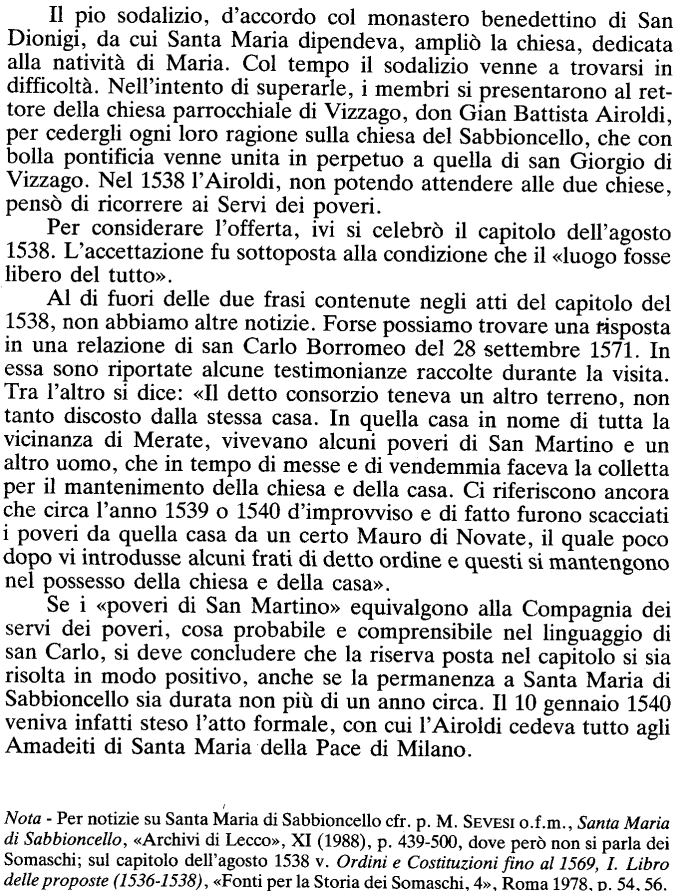 Il pio sodalizio, d'accordo col monastero benedettino di San
Dionigi, da cui Santa Maria dipendeva, ampliò la chiesa, dedicata
alla natività di Maria. Col tempo il sodalizio venne a trovarsi in
difficoltà. Nell'intento di superarle, i membri si presentarono al ret-
tore della chiesa parrocchiale di Vizzago, don Gian Battista Airoldi,
per cedergli ogni loro ragione sulla chiesa del Sabbioncello, che con
bolla pontificia venne unita in perpetuo a quella di san Giorgio di
Vizzago. Nel 1538 l'Airoldi, non potendo attendere alle due chiese,
pensò di ricorrere ai Servi dei poveri.
Per considerare l'offerta, ivi si celebrò il capitolo dell'agosto
1538. L'accettazione fu sottoposta alla condizione che il «luogo fosse
libero del tutto».
Al di fuori delle due frasi contenute negli atti del capitolo del
1538, non abbiamo altre notizie. Forse possiamo trovare una risposta
in una relazione di san Carlo Borromeo del 28 settembre 1571. In
essa sono riportate alcune testimonianze raccolte durante la visita.
Tra l'altro si dice: «Il detto consorzio teneva un altro terreno, non
tanto discosto dalla stessa casa. In quella casa in nome di tutta la
vicinanza di Merate, vivevano alcuni poveri di San Martino e un
altro uomo, che in tempo di messe e di vendemmia faceva la colletta
per il mantenimento della chiesa e della casa. Ci riferiscono ancora
che circa l'anno 1539 o 1540 d'improvviso e di fatto furono scacciati
i poveri da quella casa da un certo Mauro di Novate, il quale poco
dopo vi introdusse alcuni frati di detto ordine e questi si mantengono
nel possesso della chiesa e della casa».
Se i «poveri di San Martino» equivalgono alla Compagnia dei
servi dei poveri, cosa probabile e comprensibile nel linguaggio di
san Carlo, si deve concludere che la riserva posta nel capitolo si sia
risolta in modo positivo, anche se la permanenza a Santa Maria di
Sabbioncello sia durata non più di un anno circa. Il 10 gennaio 1540
veniva infatti steso l'atto formale, con cui l'Airoldi cedeva tutto agli
Amadeiti di Santa Maria della Pace di Milano.
Nota - Per notizie su Santa Maria di Sabbioncello cfr. p. M. SEVESI o.f.m., Santa Maria
di Sabbioncello, «Archivi di Lecco», XI (1988), p. 439-500, dove però non si parla dei
Somaschi; sul capitolo dell'agosto 1538 v. Ordini e Costituzioni fino al 1569, I. Libro
delle proposte (1536-1538), «Fonti per la Storia dei Somaschi, 4», Roma 1978, p. 54, 56.